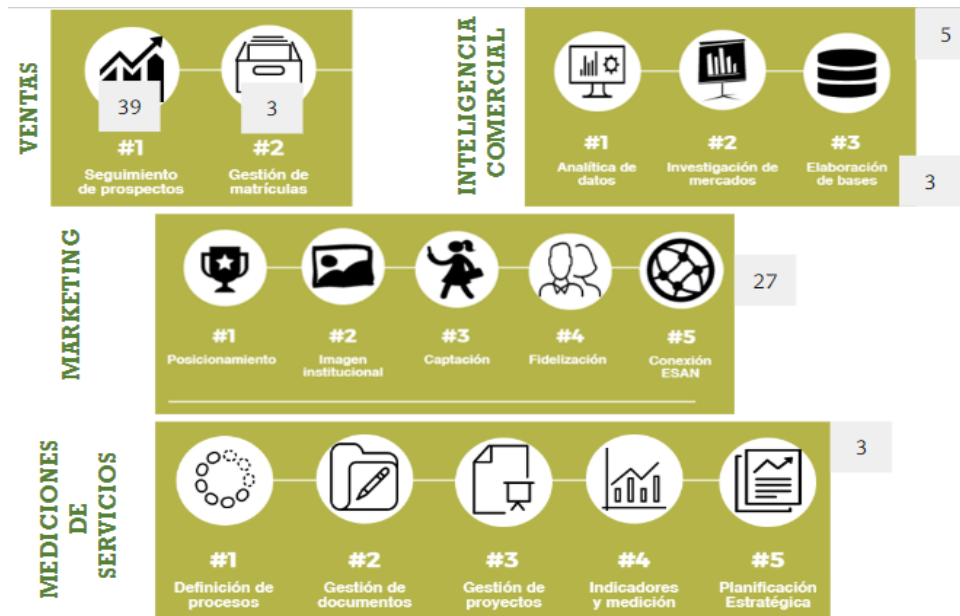 VENTAS
39
3
#1
#2
Seguimiento
de prospectos
Gestión de
matrículas
INTELIGENCIA
COMERCIAL
5
#1
#2
#3
Analítica de
datos
Investigación de
mercados
Elaboración
de bases
3
MARKETING
27
#1
#2
#3
#4
#5
Posicionamiento
Imagen
institucional
Captación
Fidelización
Conexión
ESAN
MEDICIONES
DE
SERVICIOS
3
#1
#2
#3
#4
#5
Definición de
procesos
Gestión de
documentos
Gestión de
proyectos
Indicadores
y medición
Planificación
Estratégica